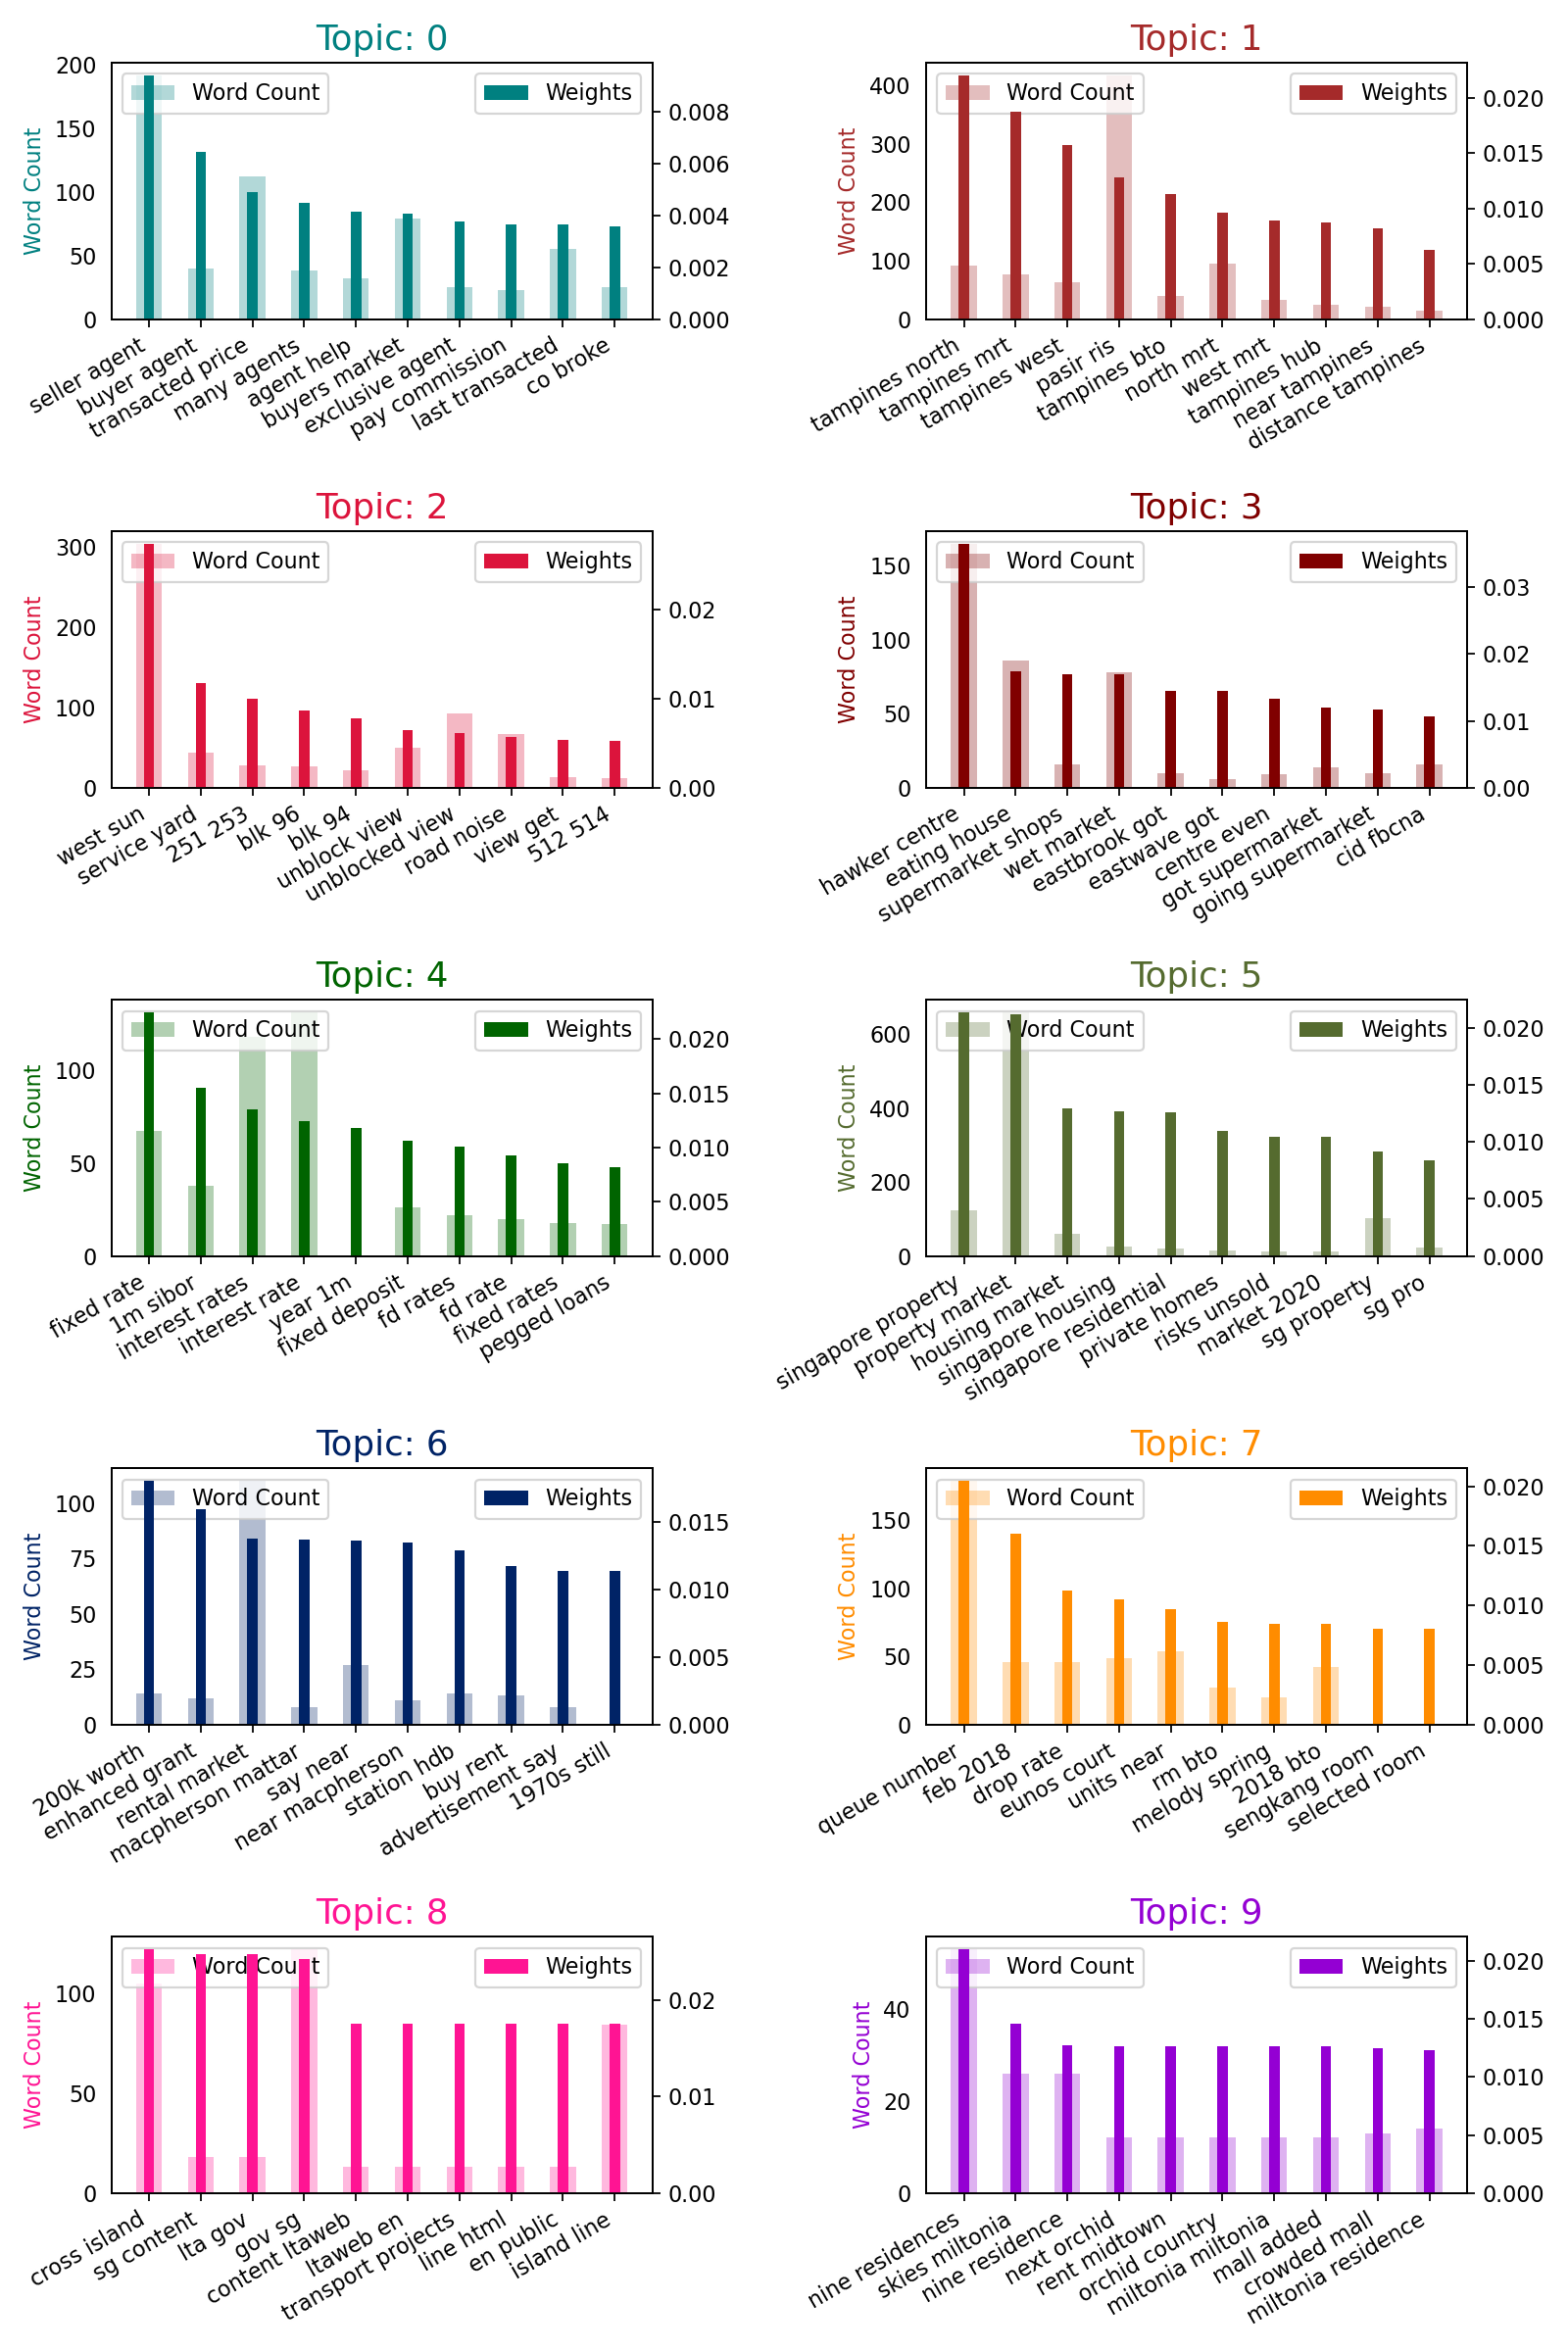 Topic: 0
Word Count
Weights
Word Count
200
150
100
50
0
0.008
0.006
0.004
0.002
0.000
seller agent
buyer agent
transacted price
many agents
agent help
buyers market
exclusive agent
pay commission
last transacted
co broke
Topic: 1
Word Count
Weights
Word Count
400
300
200
100
0
0.020
0.015
0.010
0.005
0.000
tampines north
tampines mrt
tampines west
pasir ris
tampines bto
north mrt
west mrt
tampines hub
near tampines
distance tampines
Topic: 2
Word Count
Weights
Word Count
300
200
100
0
0.02
0.01
0.00
west sun
service yard
251 253
blk 96
blk 94
unblock view
unblocked view
road noise
view get
512 514
Topic: 3
Word Count
Weights
Word Count
150
100
50
0
0.03
0.02
0.01
0.00
hawker centre
eating house
supermarket shops
wet market
eastbrook got
eastwave got
centre even
got supermarket
going supermarket
cid fbcna
Topic: 4
Word Count
Weights
Word Count
100
50
0
0.020
0.015
0.010
0.005
0.000
fixed rate
1m sibor
interest rates
interest rate
year 1m
fixed deposit
fd rates
fd rate
fixed rates
pegged loans
Topic: 5
Word Count
Weights
Word Count
600
400
200
0
0.020
0.015
0.010
0.005
0.000
singapore property
property market
housing market
singapore housing
singapore residential
private homes
risks unsold
market 2020
sg property
sg pro
Topic: 6
Word Count
Weights
Word Count
100
75
50
25
0
0.015
0.010
0.005
0.000
200k worth
enhanced grant
rental market
macpherson mattar
say near
near macpherson
station hdb
buy rent
advertisement say
1970s still
Topic: 7
Word Count
Weights
Word Count
150
100
50
0
0.020
0.015
0.010
0.005
0.000
queue number
feb 2018
drop rate
eunos court
units near
rm bto
melody spring
2018 bto
sengkang room
selected room
Topic: 8
Word Count
Weights
Word Count
100
50
0
0.02
0.01
0.00
cross island
sg content
lta gov
gov sg
content ltaweb
ltaweb en
transport projects
line html
en public
island line
Topic: 9
Word Count
Weights
Word Count
40
20
0
0.020
0.015
0.010
0.005
0.000
nine residences
skies miltonia
nine residence
next orchid
rent midtown
orchid country
miltonia miltonia
mall added
crowded mall
miltonia residence